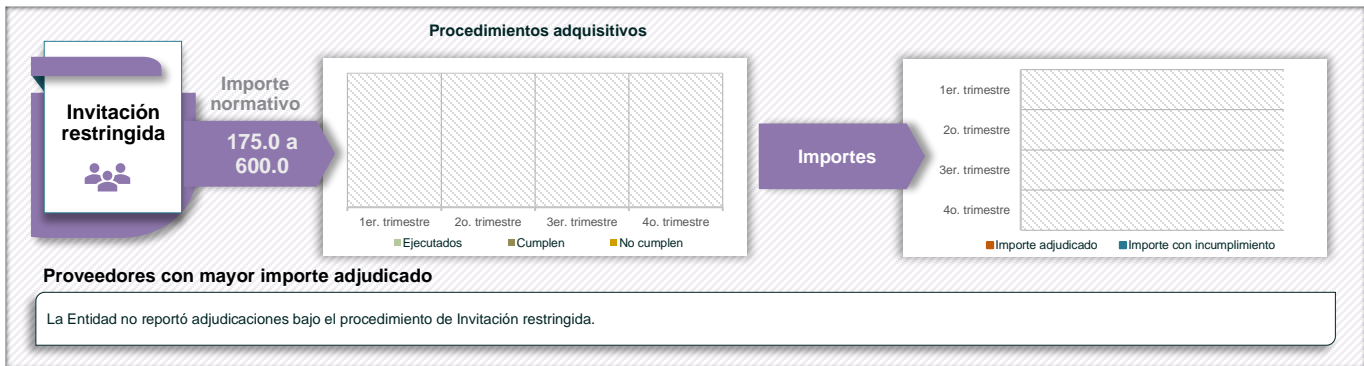 Procedimientos adquisitivos
Invitación
restringida
Importe
normativo
175.0 a
600.0
1er. trimestre 2o. trimestre 3er. trimestre 4o. trimestre
Ejecutados Cumplen No cumplen
Importes
1er. trimestre
2o. trimestre
3er. trimestre
4o. trimestre
Importe adjudicado Importe con incumplimiento
Proveedores con mayor importe adjudicado
La Entidad no reportó adjudicaciones bajo el procedimiento de Invitación restringida.